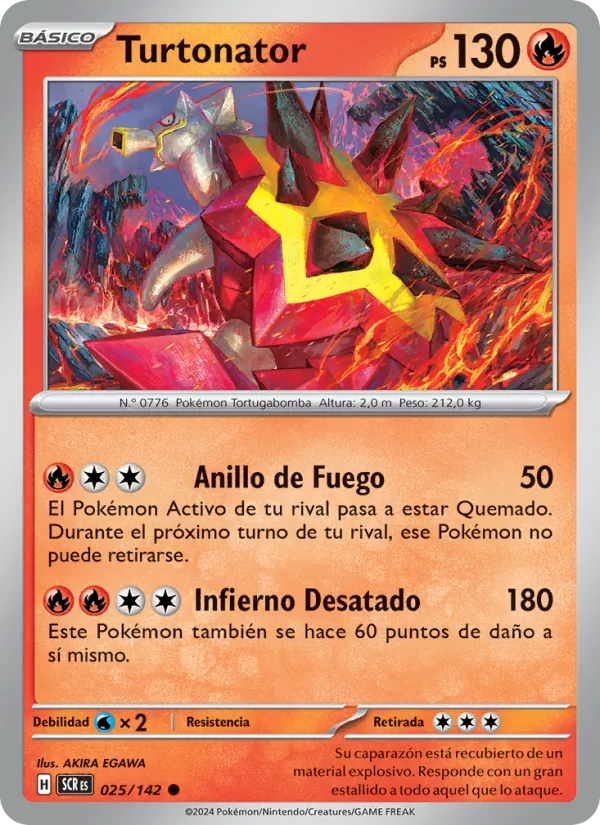 BÁSICO
Turtonator
PS 130
N.º 0776 Pokémon Tortugabomba Altura: 2,0 m Peso: 212,0 kg
Anillo de Fuego 50
El Pokémon Activo de tu rival pasa a estar Quemado.
Durante el próximo turno de tu rival, ese Pokémon no
puede retirarse.
Infierno Desatado 180
Este Pokémon también se hace 60 puntos de daño a
sí mismo.
Debilidad × 2 Resistencia Retirada
Ilus. AKIRA EGAWA
H SCR ES 025/142
Su caparazón está recubierto de un
material explosivo. Responde con un gran
estallido a todo aquel que lo ataque.
©2024 Pokémon/Nintendo/Creatures/GAME FREAK